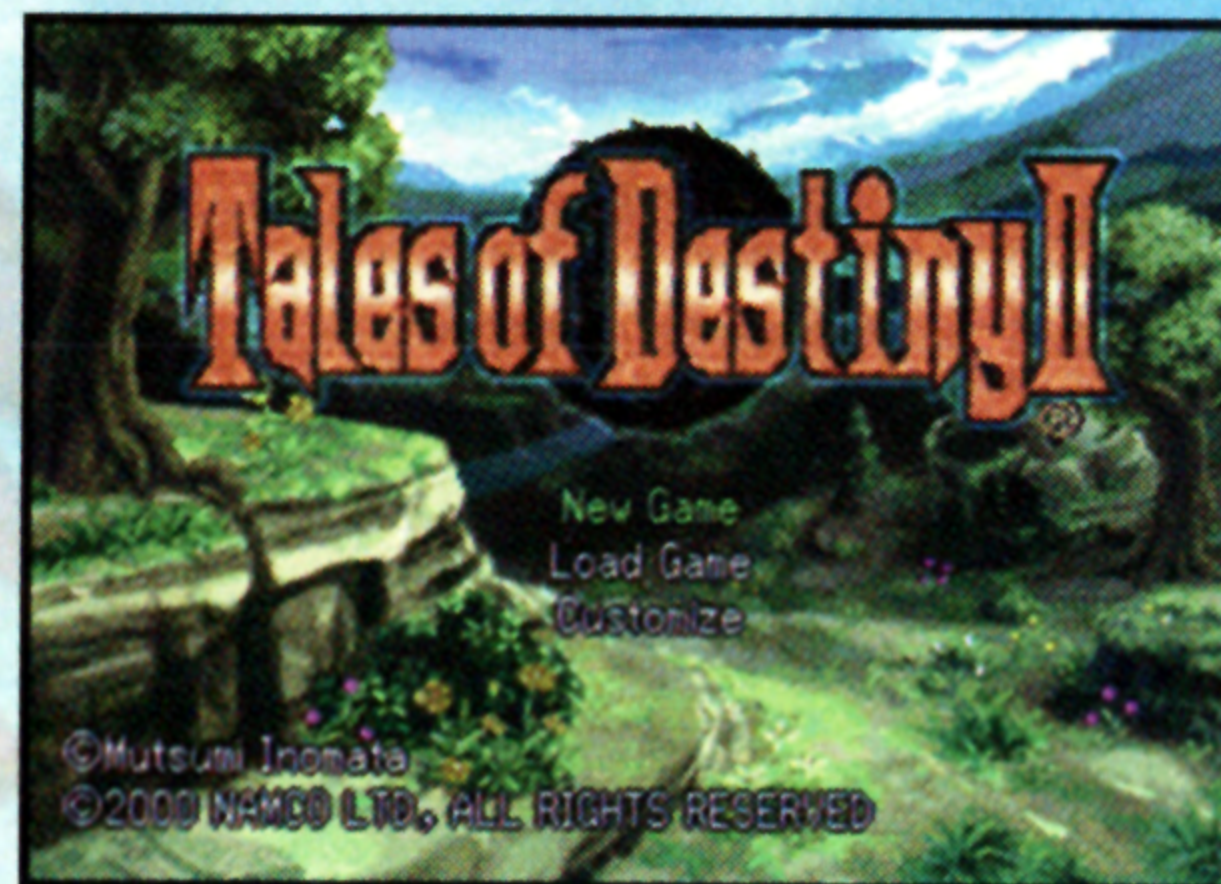 Tales of Destiny II
®
New Game
Load Game
Customize
©Mutsumi Inomata
©2000 NAMCO LTD., ALL RIGHTS RESERVED